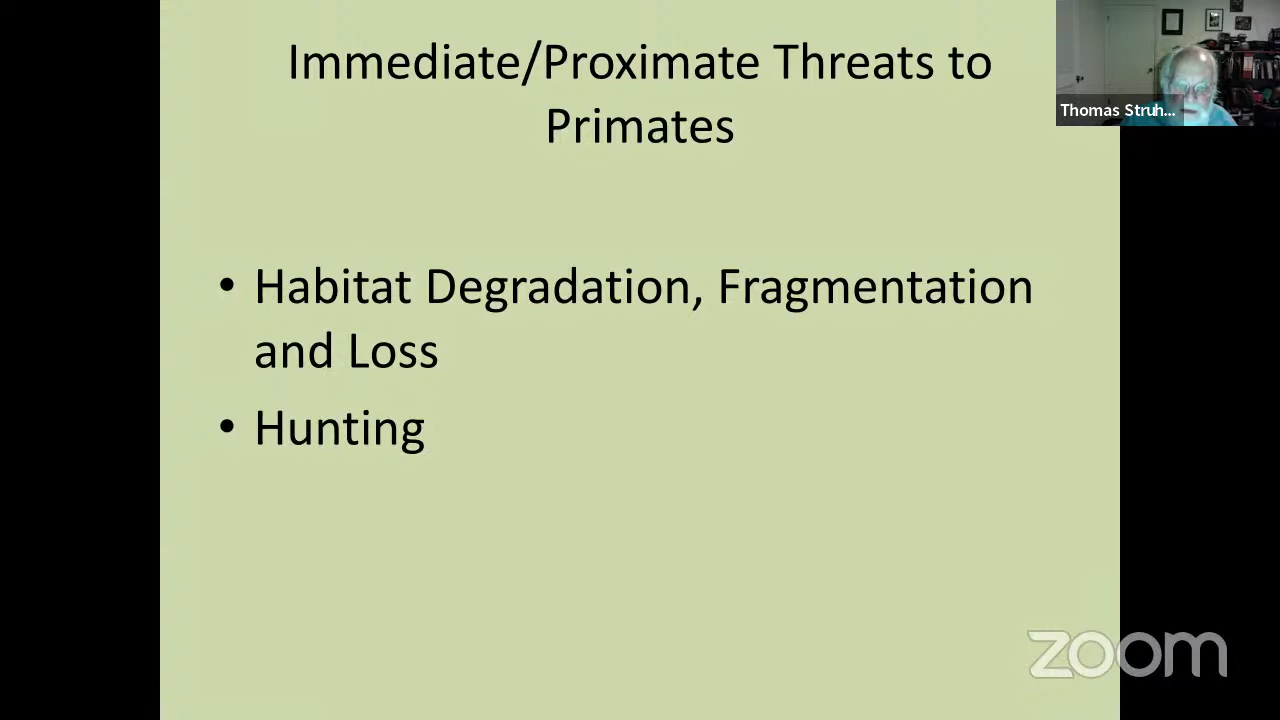 Immediate/Proximate Threats to
Primates
Thomas Struh...
• Habitat Degradation, Fragmentation
and Loss
• Hunting
zoom